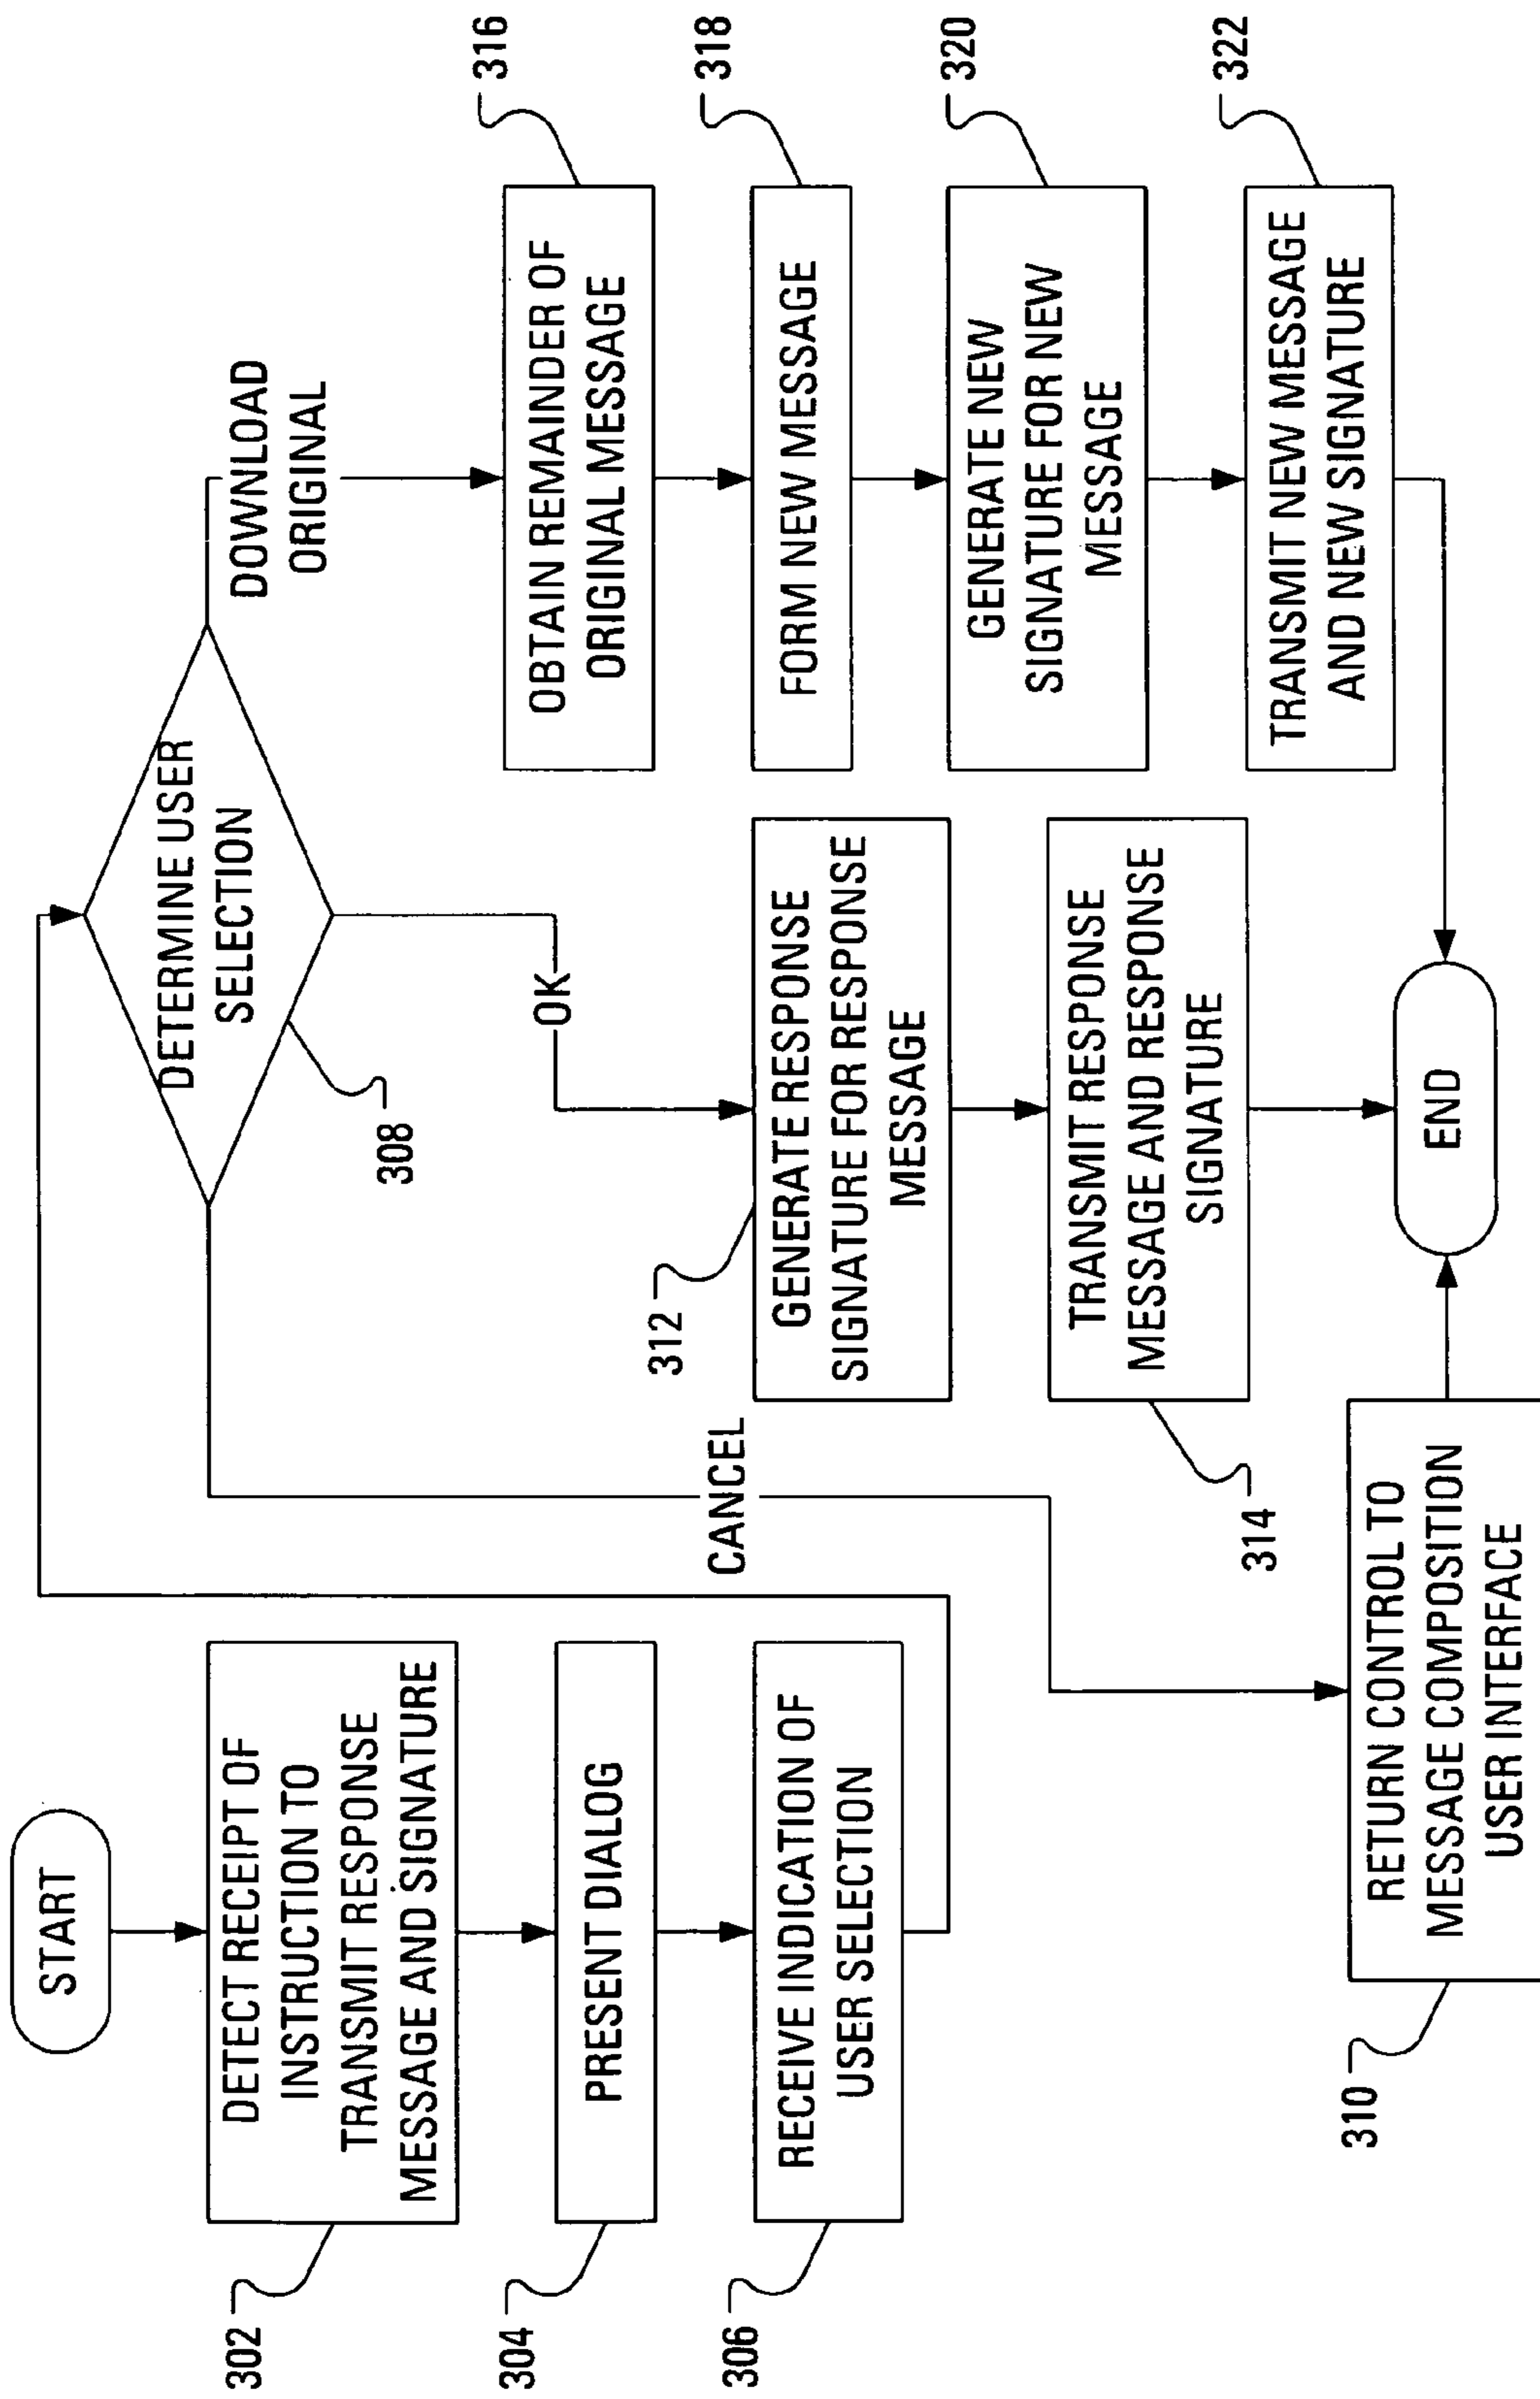 START
302
DETECT RECEIPT OF
INSTRUCTION TO
TRANSMIT RESPONSE
MESSAGE AND SIGNATURE
304
PRESENT DIALOG
306
RECEIVE INDICATION OF
USER SELECTION
DETERMINE USER
SELECTION
308
CANCEL
310
RETURN CONTROL TO
MESSAGE COMPOSITION
USER INTERFACE
OK
312
GENERATE RESPONSE
SIGNATURE FOR RESPONSE
MESSAGE
314
TRANSMIT RESPONSE
MESSAGE AND RESPONSE
SIGNATURE
DOWNLOAD
ORIGINAL
316
OBTAIN REMAINDER OF
ORIGINAL MESSAGE
318
FORM NEW MESSAGE
320
GENERATE NEW
SIGNATURE FOR NEW
MESSAGE
322
TRANSMIT NEW MESSAGE
AND NEW SIGNATURE
END